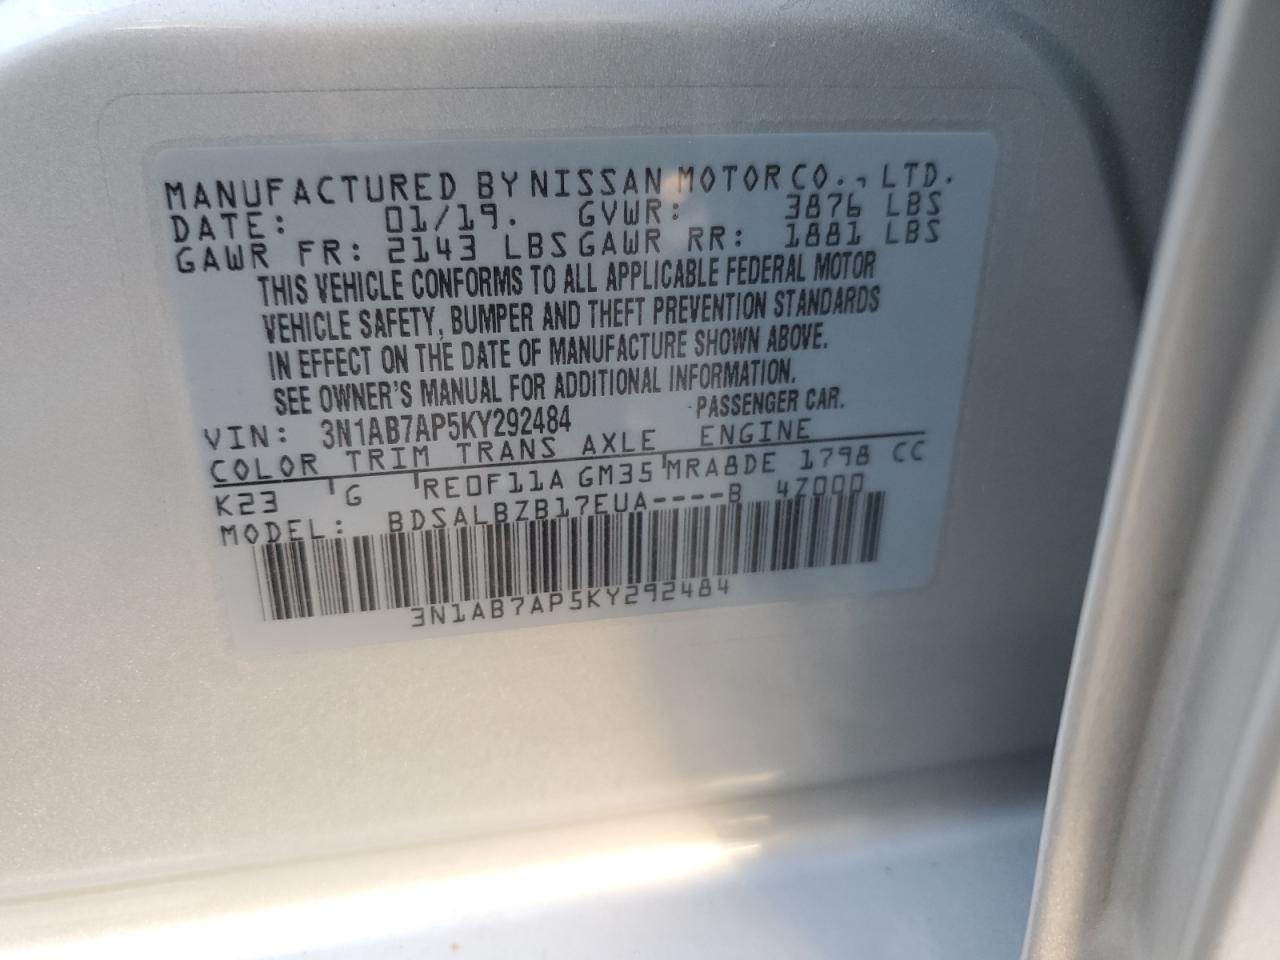 MANUFACTURED BY NISSAN MOTOR CO., LTD.
DATE: 01/19. GVWR: 3876 LBS
GAWR FR: 2143 LBS GAWR RR: 1881 LBS
THIS VEHICLE CONFORMS TO ALL APPLICABLE FEDERAL MOTOR
VEHICLE SAFETY, BUMPER AND THEFT PREVENTION STANDARDS
IN EFFECT ON THE DATE OF MANUFACTURE SHOWN ABOVE.
SEE OWNER'S MANUAL FOR ADDITIONAL INFORMATION.
VIN: 3N1AB7AP5KY292484 PASSENGER CAR.
COLOR TRIM TRANS AXLE ENGINE
K23 G RE0F11A GM35 MRA8DE 1798 CC
MODEL: BDSALBZB17EUA----B 4Z000
3N1AB7AP5KY292484